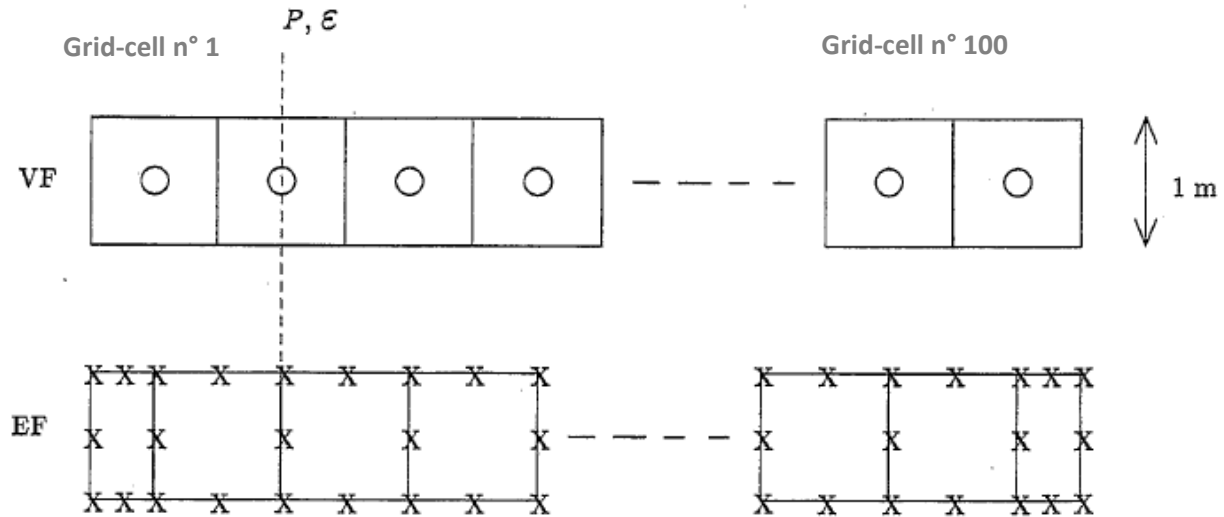 P, ε
Grid-cell n° 1
Grid-cell n° 100
VF
1 m
EF